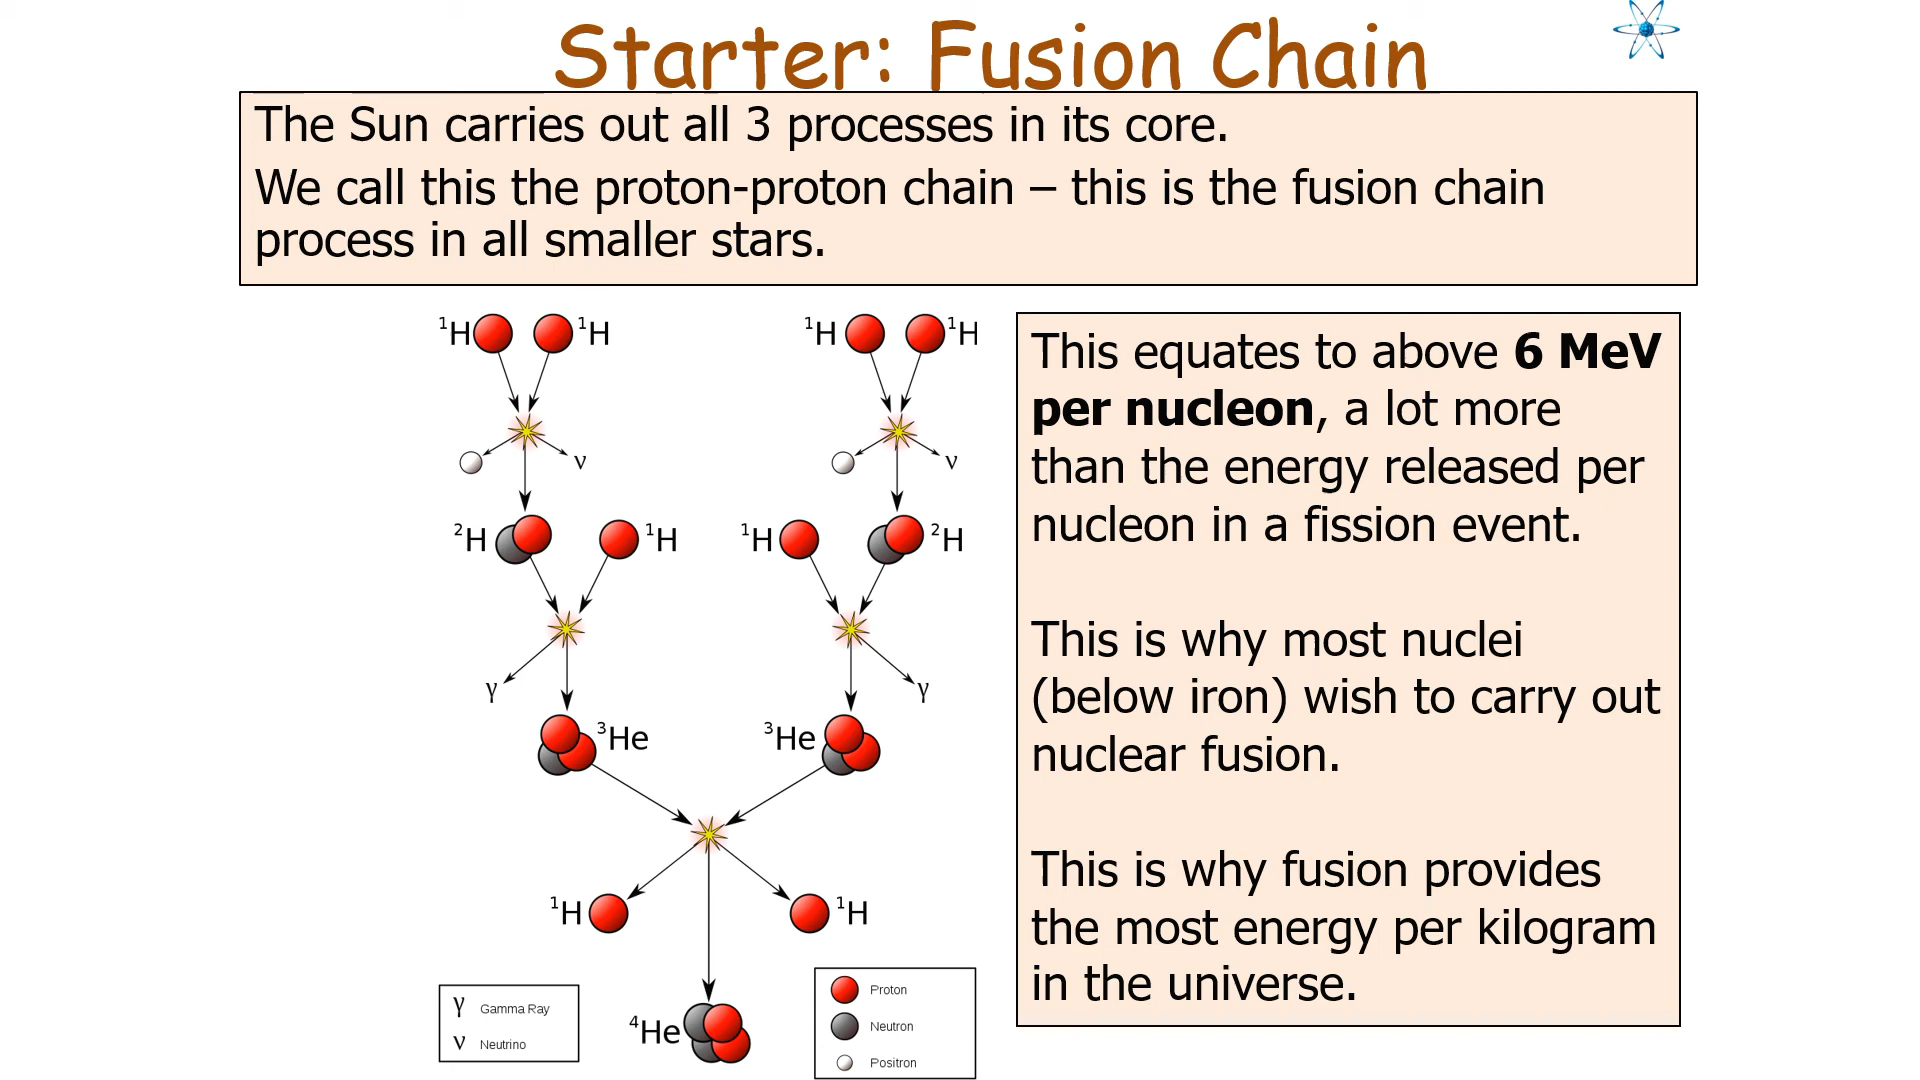 Starter: Fusion Chain
The Sun carries out all 3 processes in its core.
We call this the proton-proton chain – this is the fusion chain
process in all smaller stars.
¹H ¹H ¹H ¹H
ν ν
²H ¹H ¹H ²H
γ γ
³He ³He
¹H ¹H
⁴He
γ Gamma Ray
ν Neutrino
Proton
Neutron
Positron
This equates to above 6 MeV
per nucleon, a lot more
than the energy released per
nucleon in a fission event.
This is why most nuclei
(below iron) wish to carry out
nuclear fusion.
This is why fusion provides
the most energy per kilogram
in the universe.